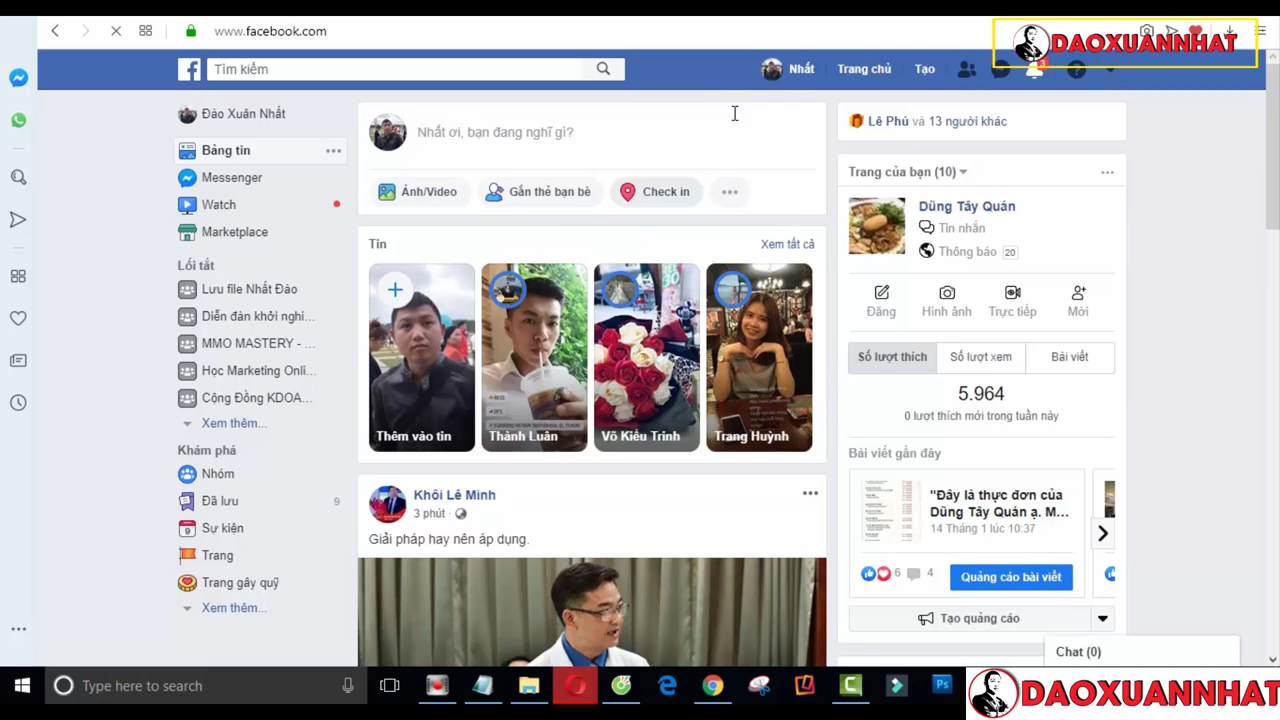 www.facebook.com
DAOXUANNHAT
Tìm kiếm
Nhất
Trang chủ
Tạo
3
Đào Xuân Nhất
Bảng tin
Messenger
Watch
Marketplace
Lối tắt
Lưu file Nhất Đào
Diễn đàn khởi nghi...
MMO MASTERY - ...
Học Marketing Onli...
Cộng Đồng KDOA...
Xem thêm...
Khám phá
Nhóm
Đã lưu
9
Sự kiện
Trang
Trang gây quỹ
Xem thêm...
Nhất ơi, bạn đang nghĩ gì?
Ảnh/Video
Gắn thẻ bạn bè
Check in
Tin
Xem tất cả
Thêm vào tin
Thành Luân
Võ Kiều Trinh
Trang Huỳnh
Khôi Lê Minh
3 phút
Giải pháp hay nên áp dụng.
Lê Phú và 13 người khác
Trang của bạn (10)
Dũng Tây Quán
Tin nhắn
Thông báo 20
Đăng
Hình ảnh
Trực tiếp
Mời
Số lượt thích
Số lượt xem
Bài viết
5.964
0 lượt thích mới trong tuần này
Bài viết gần đây
"Đây là thực đơn của
Dũng Tây Quán ạ. M...
14 Tháng 1 lúc 10:37
6
4
Quảng cáo bài viết
Tạo quảng cáo
Chat (0)
Type here to search
DAOXUANNHAT